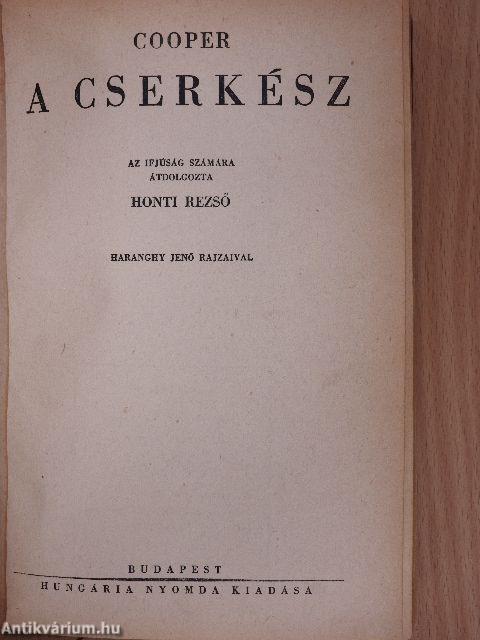 COOPER
A CSERKÉSZ
AZ IFJÚSÁG SZÁMÁRA
ÁTDOLGOZTA
HONTI REZSŐ
HARANGHY JENŐ RAJZAIVAL
BUDAPEST
HUNGÁRIA NYOMDA KIADÁSA
Antikvárium.hu